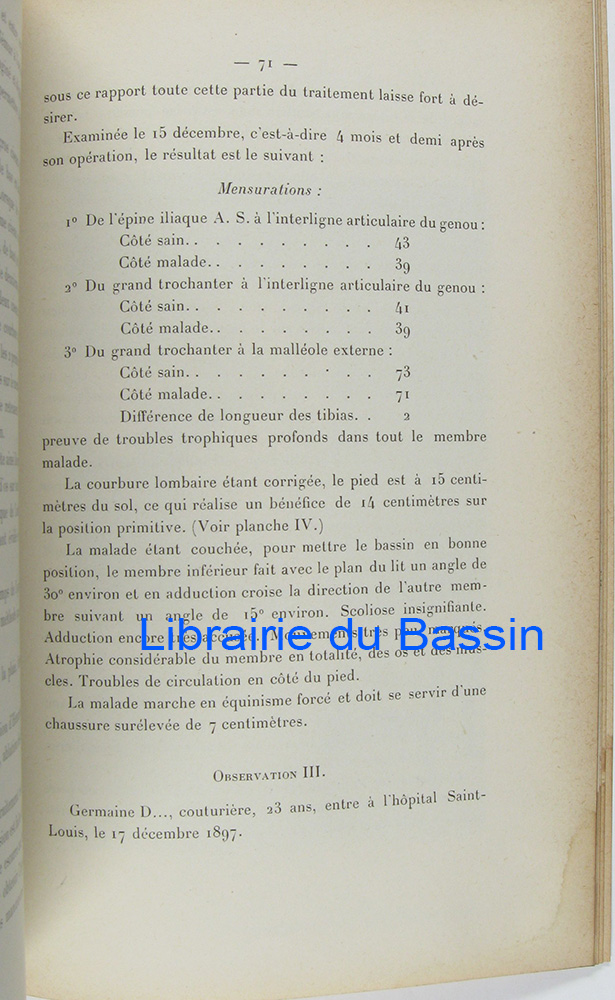 — 71 —
sous ce rapport toute cette partie du traitement laisse fort à dé-
sirer.
Examinée le 15 décembre, c'est-à-dire 4 mois et demi après
son opération, le résultat est le suivant :
Mensurations :
1° De l'épine iliaque A. S. à l'interligne articulaire du genou :
Côté sain. . . . . . . . . . 43
Côté malade. . . . . . . . . 39
2° Du grand trochanter à l'interligne articulaire du genou :
Côté sain. . . . . . . . . . 41
Côté malade. . . . . . . . . 39
3° Du grand trochanter à la malléole externe :
Côté sain. . . . . . . . . . 73
Côté malade. . . . . . . . . 71
Différence de longueur des tibias. . 2
preuve de troubles trophiques profonds dans tout le membre
malade.
La courbure lombaire étant corrigée, le pied est à 15 centi-
mètres du sol, ce qui réalise un bénéfice de 14 centimètres sur
la position primitive. (Voir planche IV.)
La malade étant couchée, pour mettre le bassin en bonne
position, le membre inférieur fait avec le plan du lit un angle de
30° environ et en adduction croise la direction de l'autre mem-
bre suivant un angle de 15° environ. Scoliose insignifiante.
Adduction encore très accusée. Mouvements très peu marqués.
Librairie du Bassin
Atrophie considérable du membre en totalité, des os et des mus-
cles. Troubles de circulation en côté du pied.
La malade marche en équinisme forcé et doit se servir d'une
chaussure surélevée de 7 centimètres.
OBSERVATION III.
Germaine D..., couturière, 23 ans, entre à l'hôpital Saint-
Louis, le 17 décembre 1897.